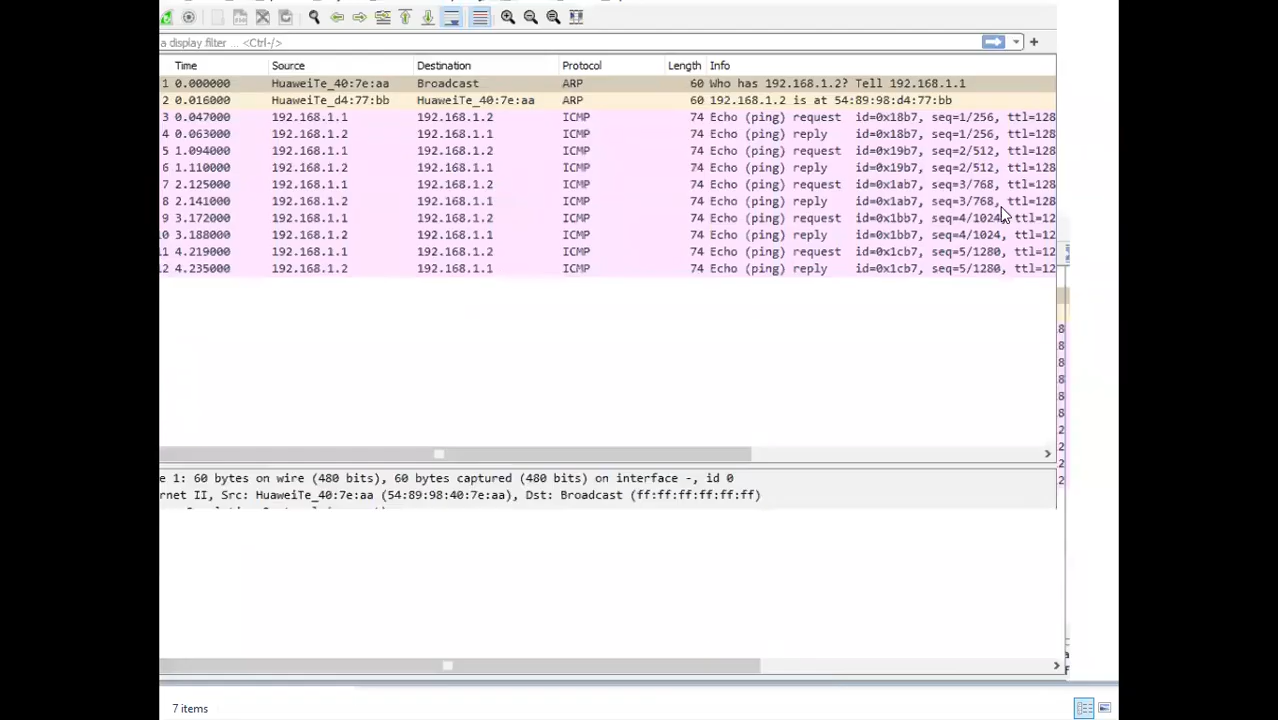 a display filter ... <Ctrl-/>
Time Source Destination Protocol Length Info
1 0.000000 HuaweiTe_40:7e:aa Broadcast ARP 60 Who has 192.168.1.2? Tell 192.168.1.1
2 0.016000 HuaweiTe_d4:77:bb HuaweiTe_40:7e:aa ARP 60 192.168.1.2 is at 54:89:98:d4:77:bb
3 0.047000 192.168.1.1 192.168.1.2 ICMP 74 Echo (ping) request id=0x18b7, seq=1/256, ttl=128
4 0.063000 192.168.1.2 192.168.1.1 ICMP 74 Echo (ping) reply id=0x18b7, seq=1/256, ttl=128
5 1.094000 192.168.1.1 192.168.1.2 ICMP 74 Echo (ping) request id=0x19b7, seq=2/512, ttl=128
6 1.110000 192.168.1.2 192.168.1.1 ICMP 74 Echo (ping) reply id=0x19b7, seq=2/512, ttl=128
7 2.125000 192.168.1.1 192.168.1.2 ICMP 74 Echo (ping) request id=0x1ab7, seq=3/768, ttl=128
8 2.141000 192.168.1.2 192.168.1.1 ICMP 74 Echo (ping) reply id=0x1ab7, seq=3/768, ttl=128
9 3.172000 192.168.1.1 192.168.1.2 ICMP 74 Echo (ping) request id=0x1bb7, seq=4/1024, ttl=12
0 3.188000 192.168.1.2 192.168.1.1 ICMP 74 Echo (ping) reply id=0x1bb7, seq=4/1024, ttl=12
1 4.219000 192.168.1.1 192.168.1.2 ICMP 74 Echo (ping) request id=0x1cb7, seq=5/1280, ttl=12
2 4.235000 192.168.1.2 192.168.1.1 ICMP 74 Echo (ping) reply id=0x1cb7, seq=5/1280, ttl=12
8
8
8
8
8
8
2
2
2
2
e 1: 60 bytes on wire (480 bits), 60 bytes captured (480 bits) on interface -, id 0
rnet II, Src: HuaweiTe_40:7e:aa (54:89:98:40:7e:aa), Dst: Broadcast (ff:ff:ff:ff:ff:ff)
7 items